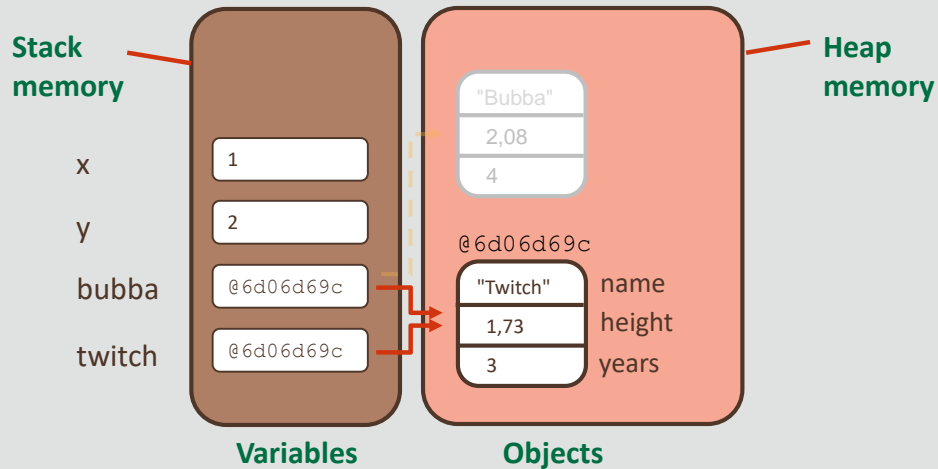 Stack
memory
Heap
memory
"Bubba"
2,08
4
x
1
y
2
@6d06d69c
bubba
@6d06d69c
"Twitch"
name
1,73
height
twitch
@6d06d69c
3
years
Variables
Objects